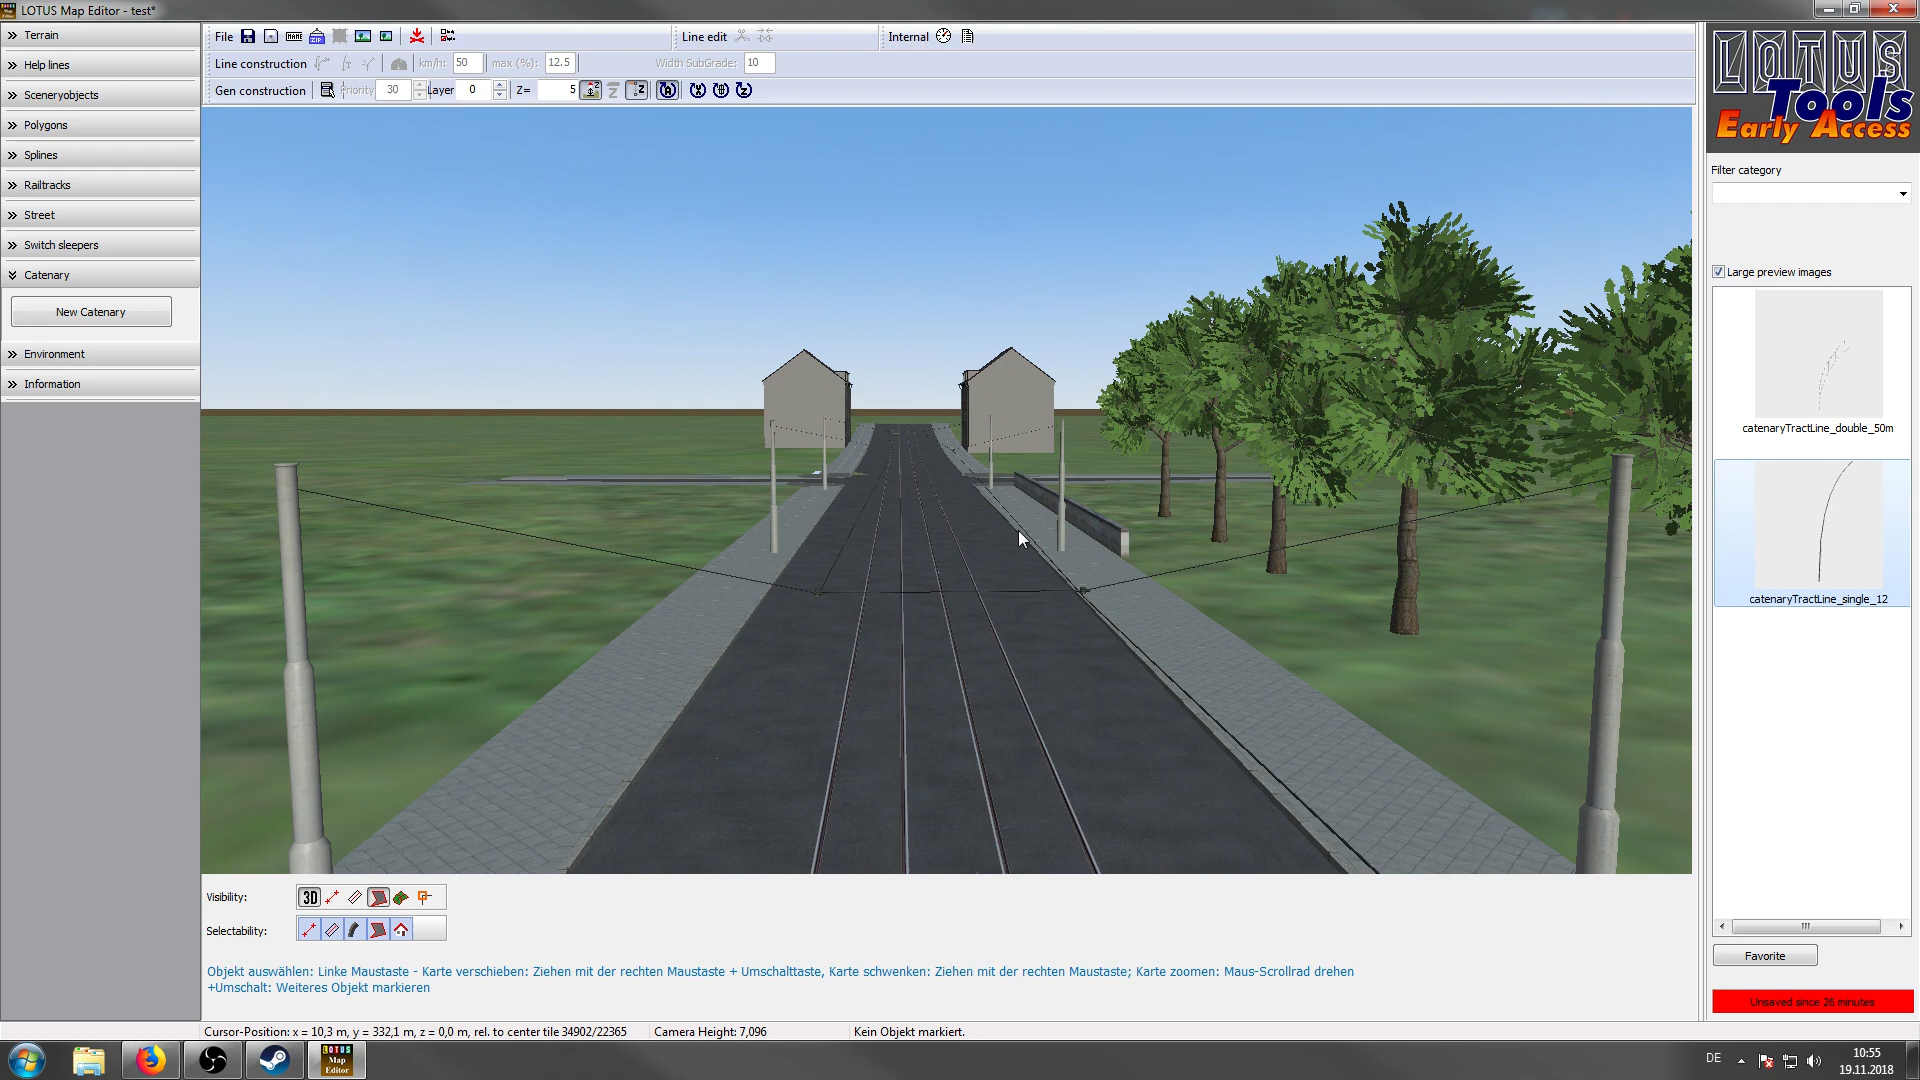 LOTUS Map Editor - test*
Terrain
Help lines
Sceneryobjects
Polygons
Splines
Railtracks
Street
Switch sleepers
Catenary
New Catenary
Environment
Information
File
Line edit
Internal
Line construction
km/h: 50
max (%): 12.5
Width SubGrade: 10
Gen construction
Priority 30
Layer 0
Z= 5
LOTUS
Tools
Early Access
Filter category
Large preview images
catenaryTractLine_double_50m
catenaryTractLine_single_12
Favorite
Unsaved since 26 minutes
Visibility:
3D
Selectability:
Objekt auswählen: Linke Maustaste - Karte verschieben: Ziehen mit der rechten Maustaste + Umschalttaste, Karte schwenken: Ziehen mit der rechten Maustaste; Karte zoomen: Maus-Scrollrad drehen
+Umschalt: Weiteres Objekt markieren
Cursor-Position: x = 10,3 m, y = 332,1 m, z = 0,0 m, rel. to center tile 34902/22365
Camera Height: 7,096
Kein Objekt markiert.
LOTUS
Map
Editor
DE
10:55
19.11.2018